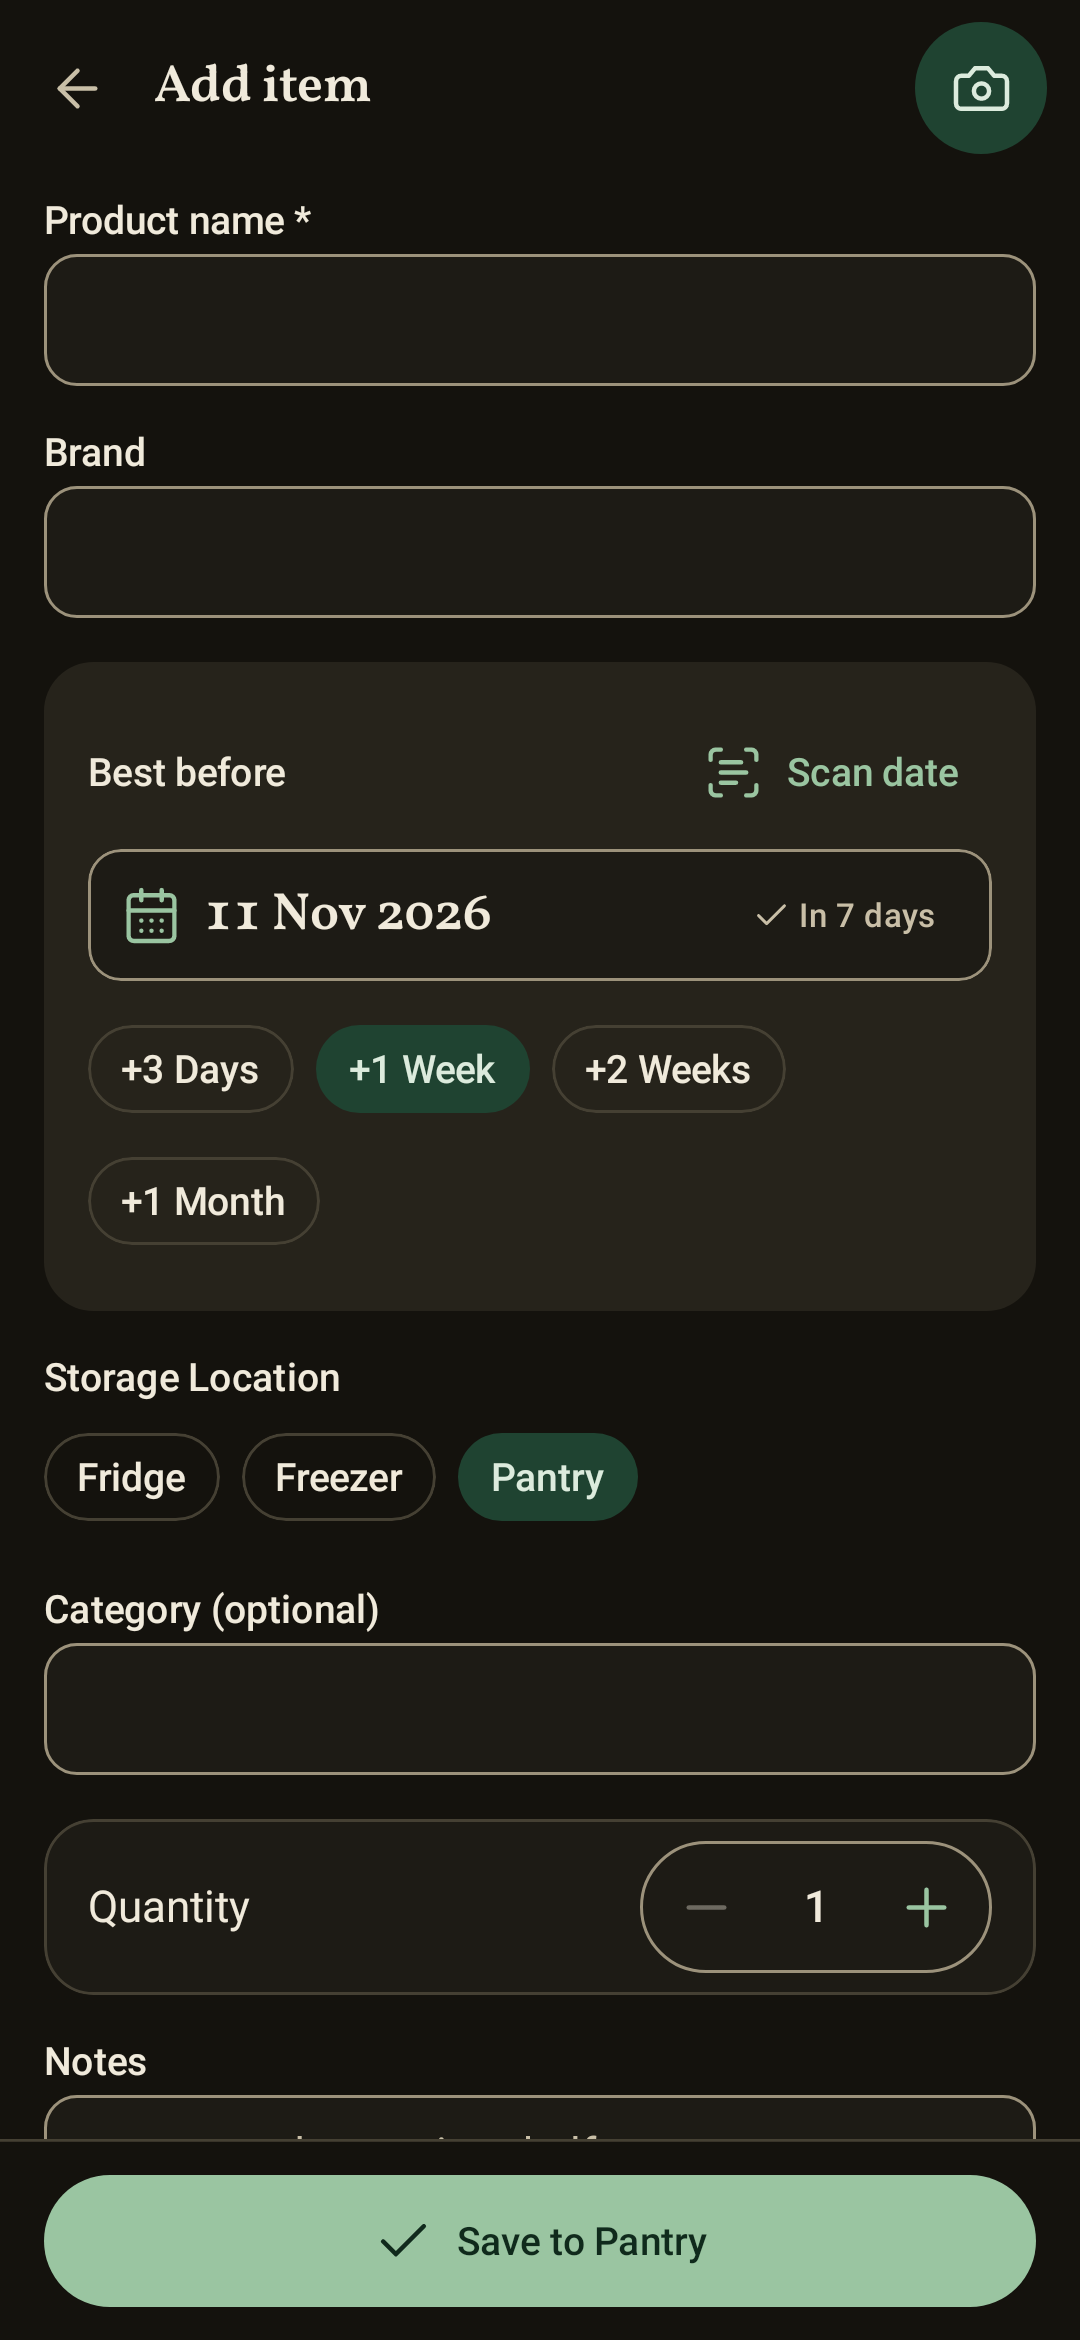 Add item
Product name *
Brand
Best before
Scan date
11 Nov 2026
In 7 days
+3 Days
+1 Week
+2 Weeks
+1 Month
Storage Location
Fridge
Freezer
Pantry
Category (optional)
Quantity
1
Notes
Save to Pantry